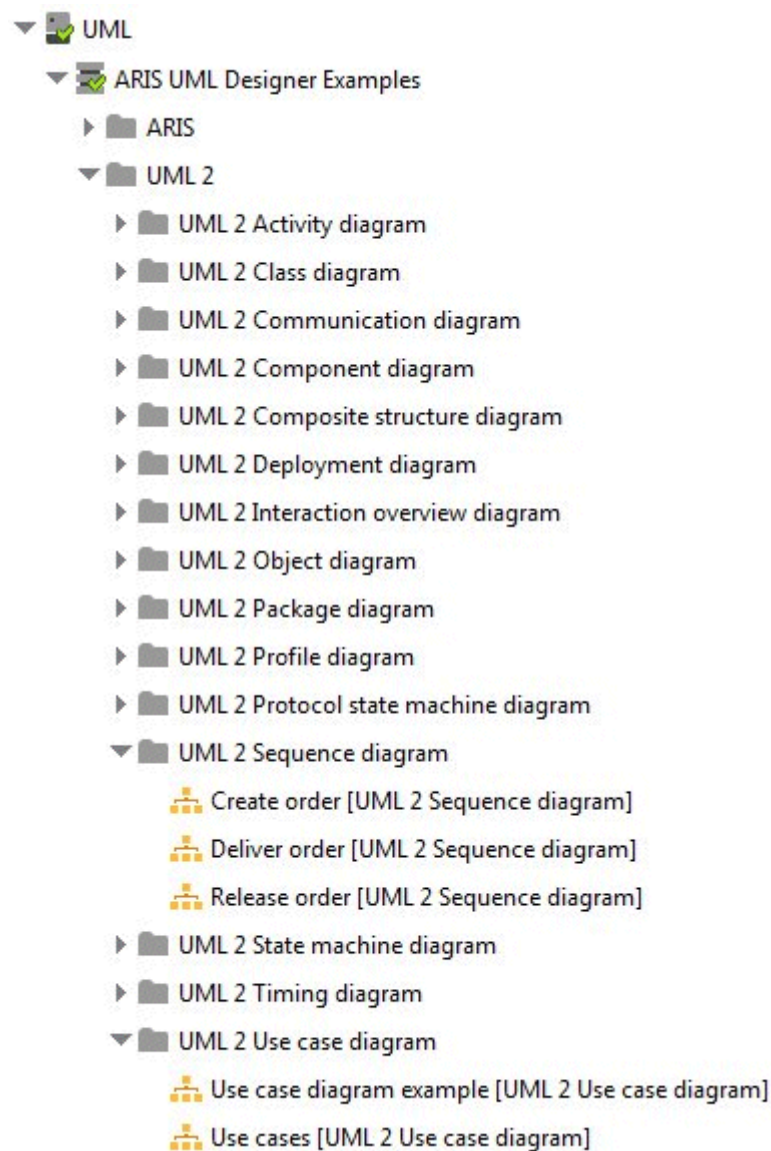 UML
ARIS UML Designer Examples
ARIS
UML 2
UML 2 Activity diagram
UML 2 Class diagram
UML 2 Communication diagram
UML 2 Component diagram
UML 2 Composite structure diagram
UML 2 Deployment diagram
UML 2 Interaction overview diagram
UML 2 Object diagram
UML 2 Package diagram
UML 2 Profile diagram
UML 2 Protocol state machine diagram
UML 2 Sequence diagram
Create order [UML 2 Sequence diagram]
Deliver order [UML 2 Sequence diagram]
Release order [UML 2 Sequence diagram]
UML 2 State machine diagram
UML 2 Timing diagram
UML 2 Use case diagram
Use case diagram example [UML 2 Use case diagram]
Use cases [UML 2 Use case diagram]